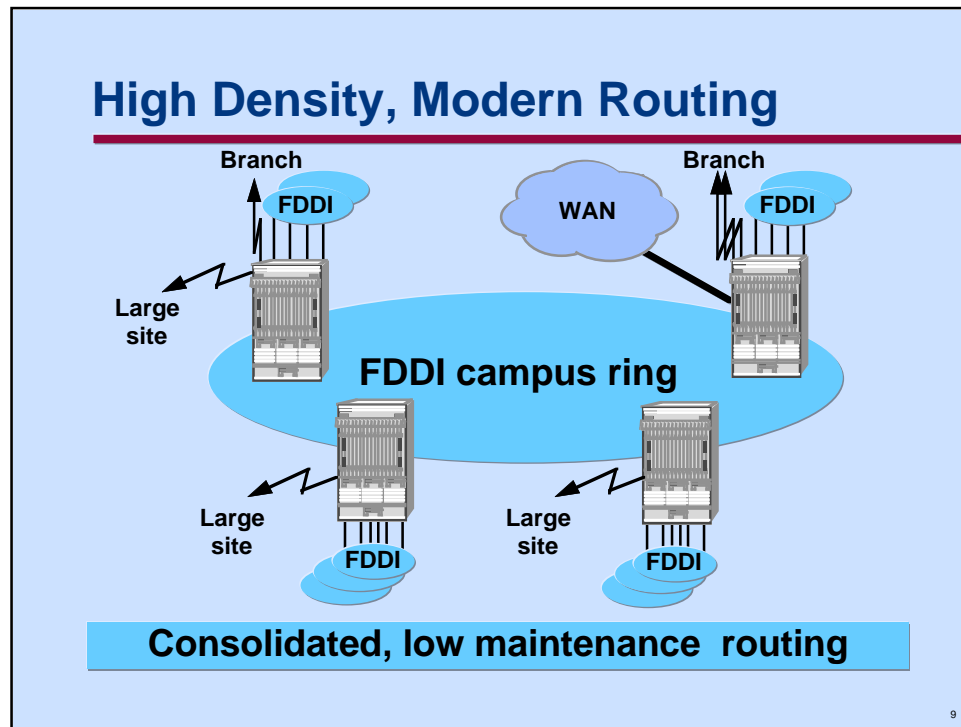 High Density, Modern Routing
Branch
Branch
FDDI
WAN
FDDI
Large
site
FDDI campus ring
Large
site
Large
site
FDDI
FDDI
Consolidated, low maintenance routing
9